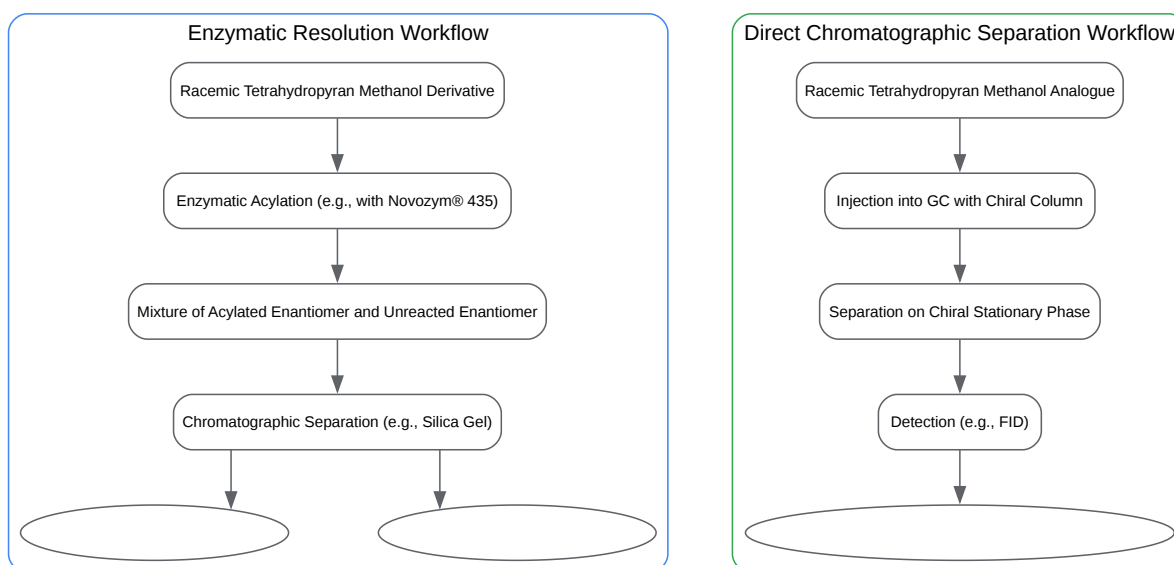 Enzymatic Resolution Workflow
Racemic Tetrahydropyran Methanol Derivative
Enzymatic Acylation (e.g., with Novozym® 435)
Mixture of Acylated Enantiomer and Unreacted Enantiomer
Chromatographic Separation (e.g., Silica Gel)
Direct Chromatographic Separation Workflow
Racemic Tetrahydropyran Methanol Analogue
Injection into GC with Chiral Column
Separation on Chiral Stationary Phase
Detection (e.g., FID)